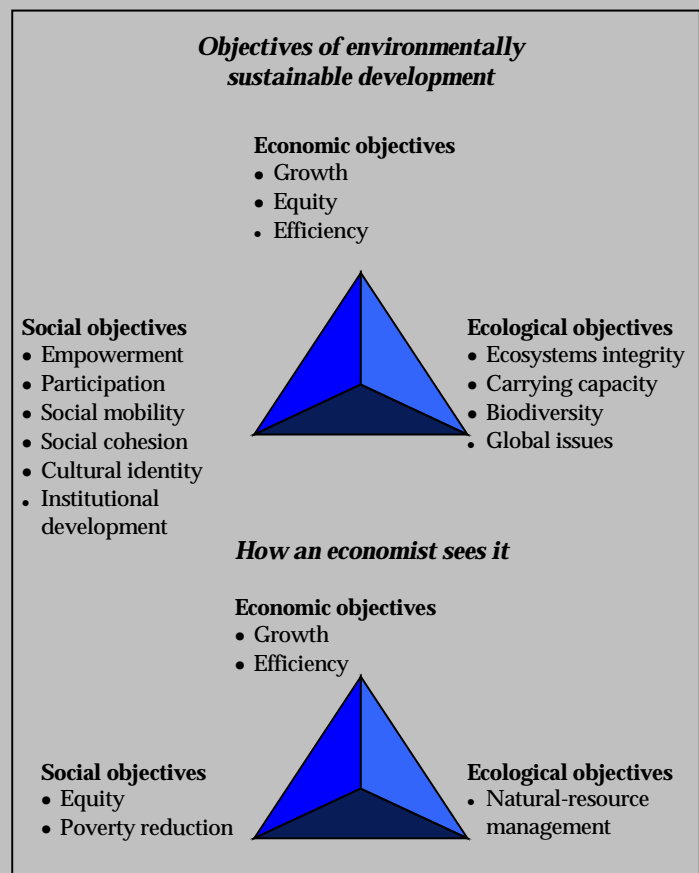 Objectives of environmentally
sustainable development
Economic objectives
• Growth
• Equity
• Efficiency
Social objectives
• Empowerment
• Participation
• Social mobility
• Social cohesion
• Cultural identity
• Institutional
development
Ecological objectives
• Ecosystems integrity
• Carrying capacity
• Biodiversity
• Global issues
How an economist sees it
Economic objectives
• Growth
• Efficiency
Social objectives
• Equity
• Poverty reduction
Ecological objectives
• Natural-resource
management